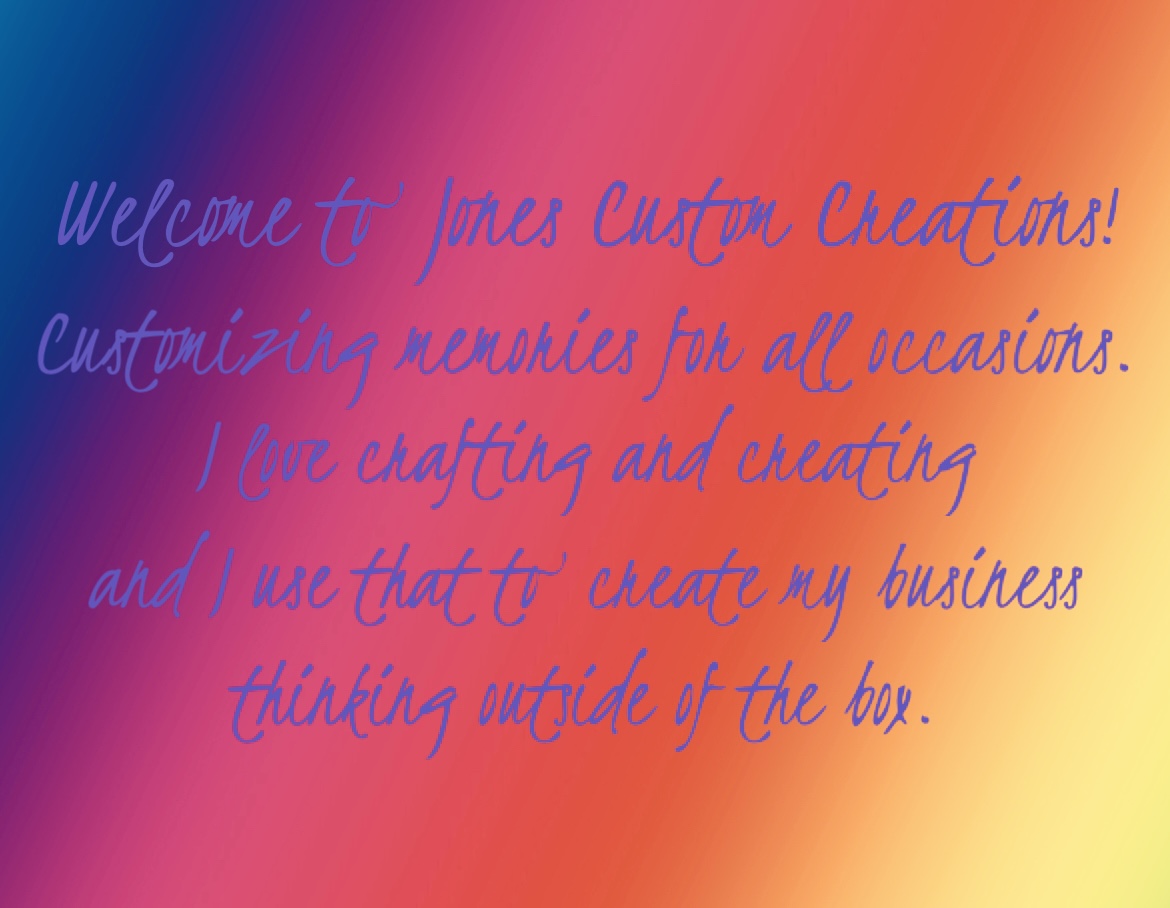 Welcome to Jones Custom Creations!
Customizing memories for all occasions.
I love crafting and creating
and I use that to create my business
thinking outside of the box.